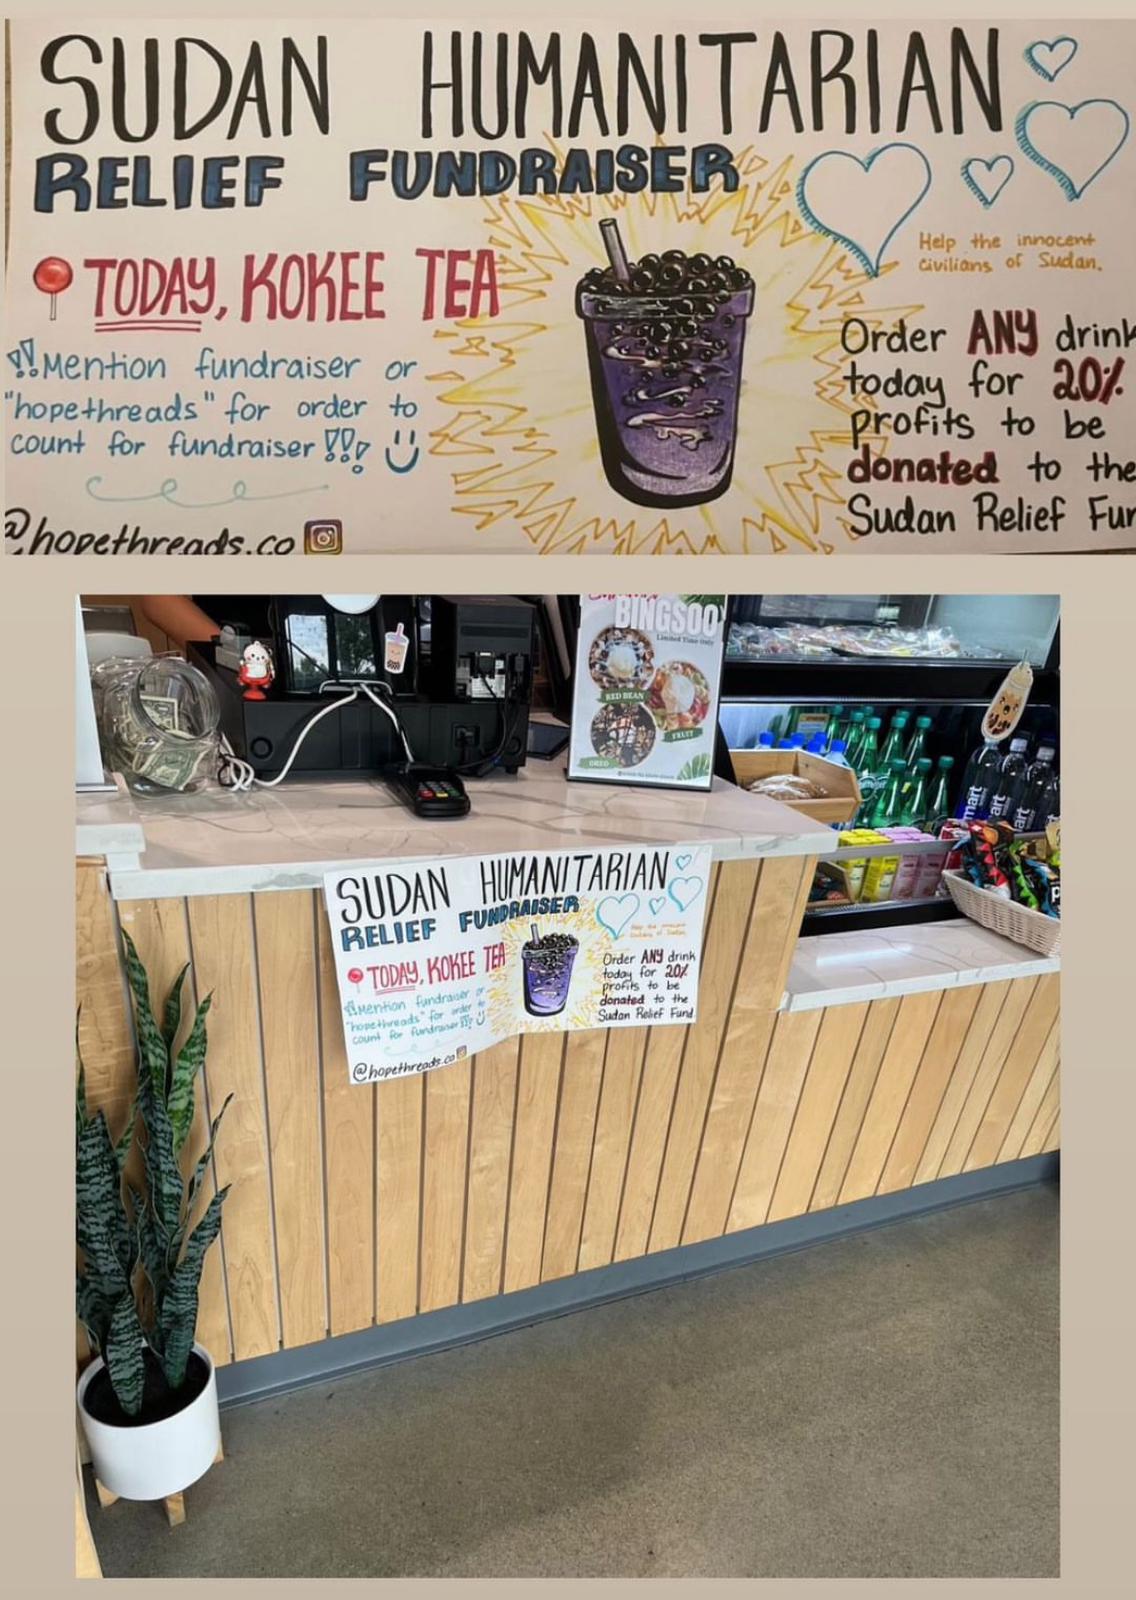 SUDAN HUMANITARIAN
RELIEF FUNDRAISER
Help the innocent
civilians of Sudan.
TODAY, KOKEE TEA
!!Mention fundraiser or
"hopethreads" for order to
count for fundraiser !!!
@hopethreads.co
Order ANY drink
today for 20%
profits to be
donated to the
Sudan Relief Fun
BINGSOO
Limited Time Only
RED BEAN
FRUIT
OREO
SUDAN HUMANITARIAN
RELIEF FUNDRAISER
Help the innocent
civilians of Sudan.
TODAY, KOKEE TEA
!!Mention fundraiser or
"hopethreads" for order to
count for fundraiser !!!
@hopethreads.co
Order ANY drink
today for 20%
profits to be
donated to the
Sudan Relief Fund
mart
mart
art